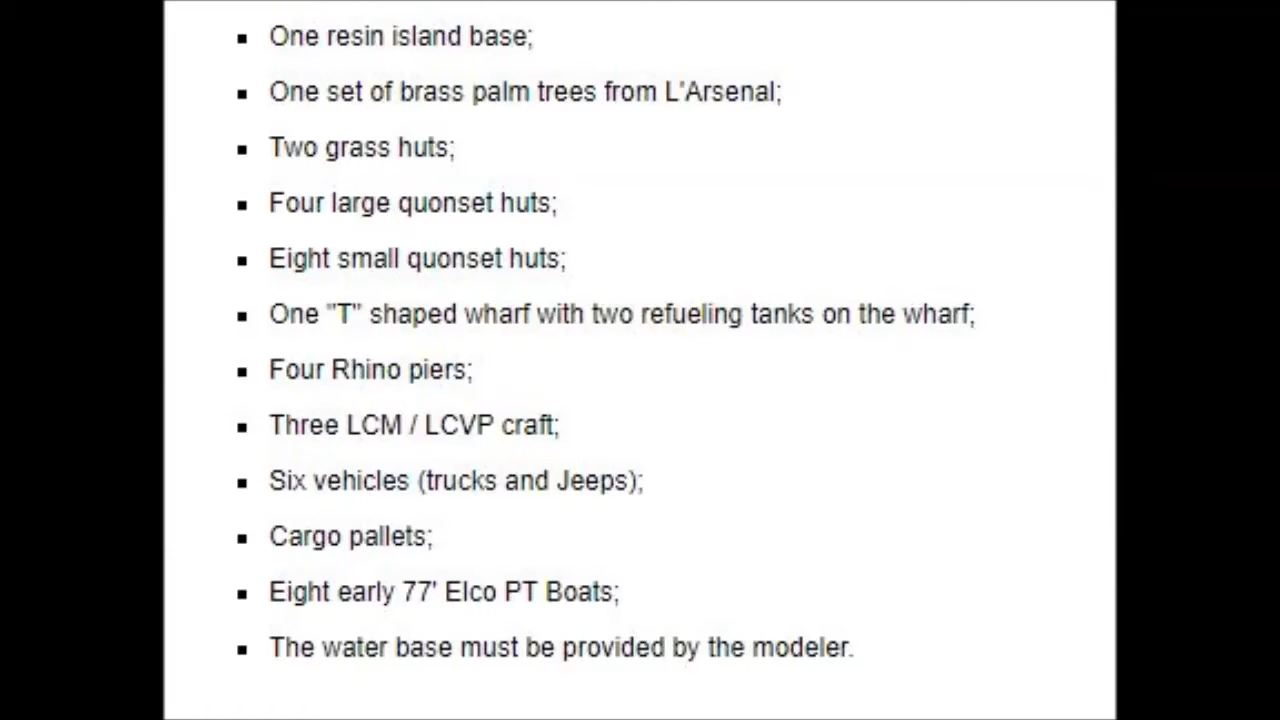 One resin island base;
One set of brass palm trees from L'Arsenal;
Two grass huts;
Four large quonset huts;
Eight small quonset huts;
One "T" shaped wharf with two refueling tanks on the wharf;
Four Rhino piers;
Three LCM / LCVP craft;
Six vehicles (trucks and Jeeps);
Cargo pallets;
Eight early 77' Elco PT Boats;
The water base must be provided by the modeler.